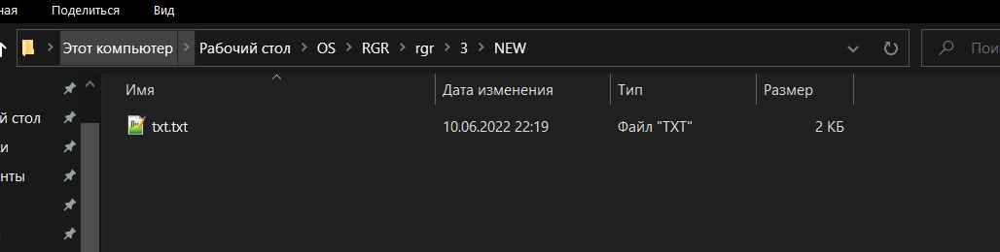 ная Поделиться Вид
Этот компьютер Рабочий стол OS RGR rgr 3 NEW Пои
Имя Дата изменения Тип Размер
й стол txt.txt 10.06.2022 22:19 Файл "TXT" 2 КБ
ки
нты